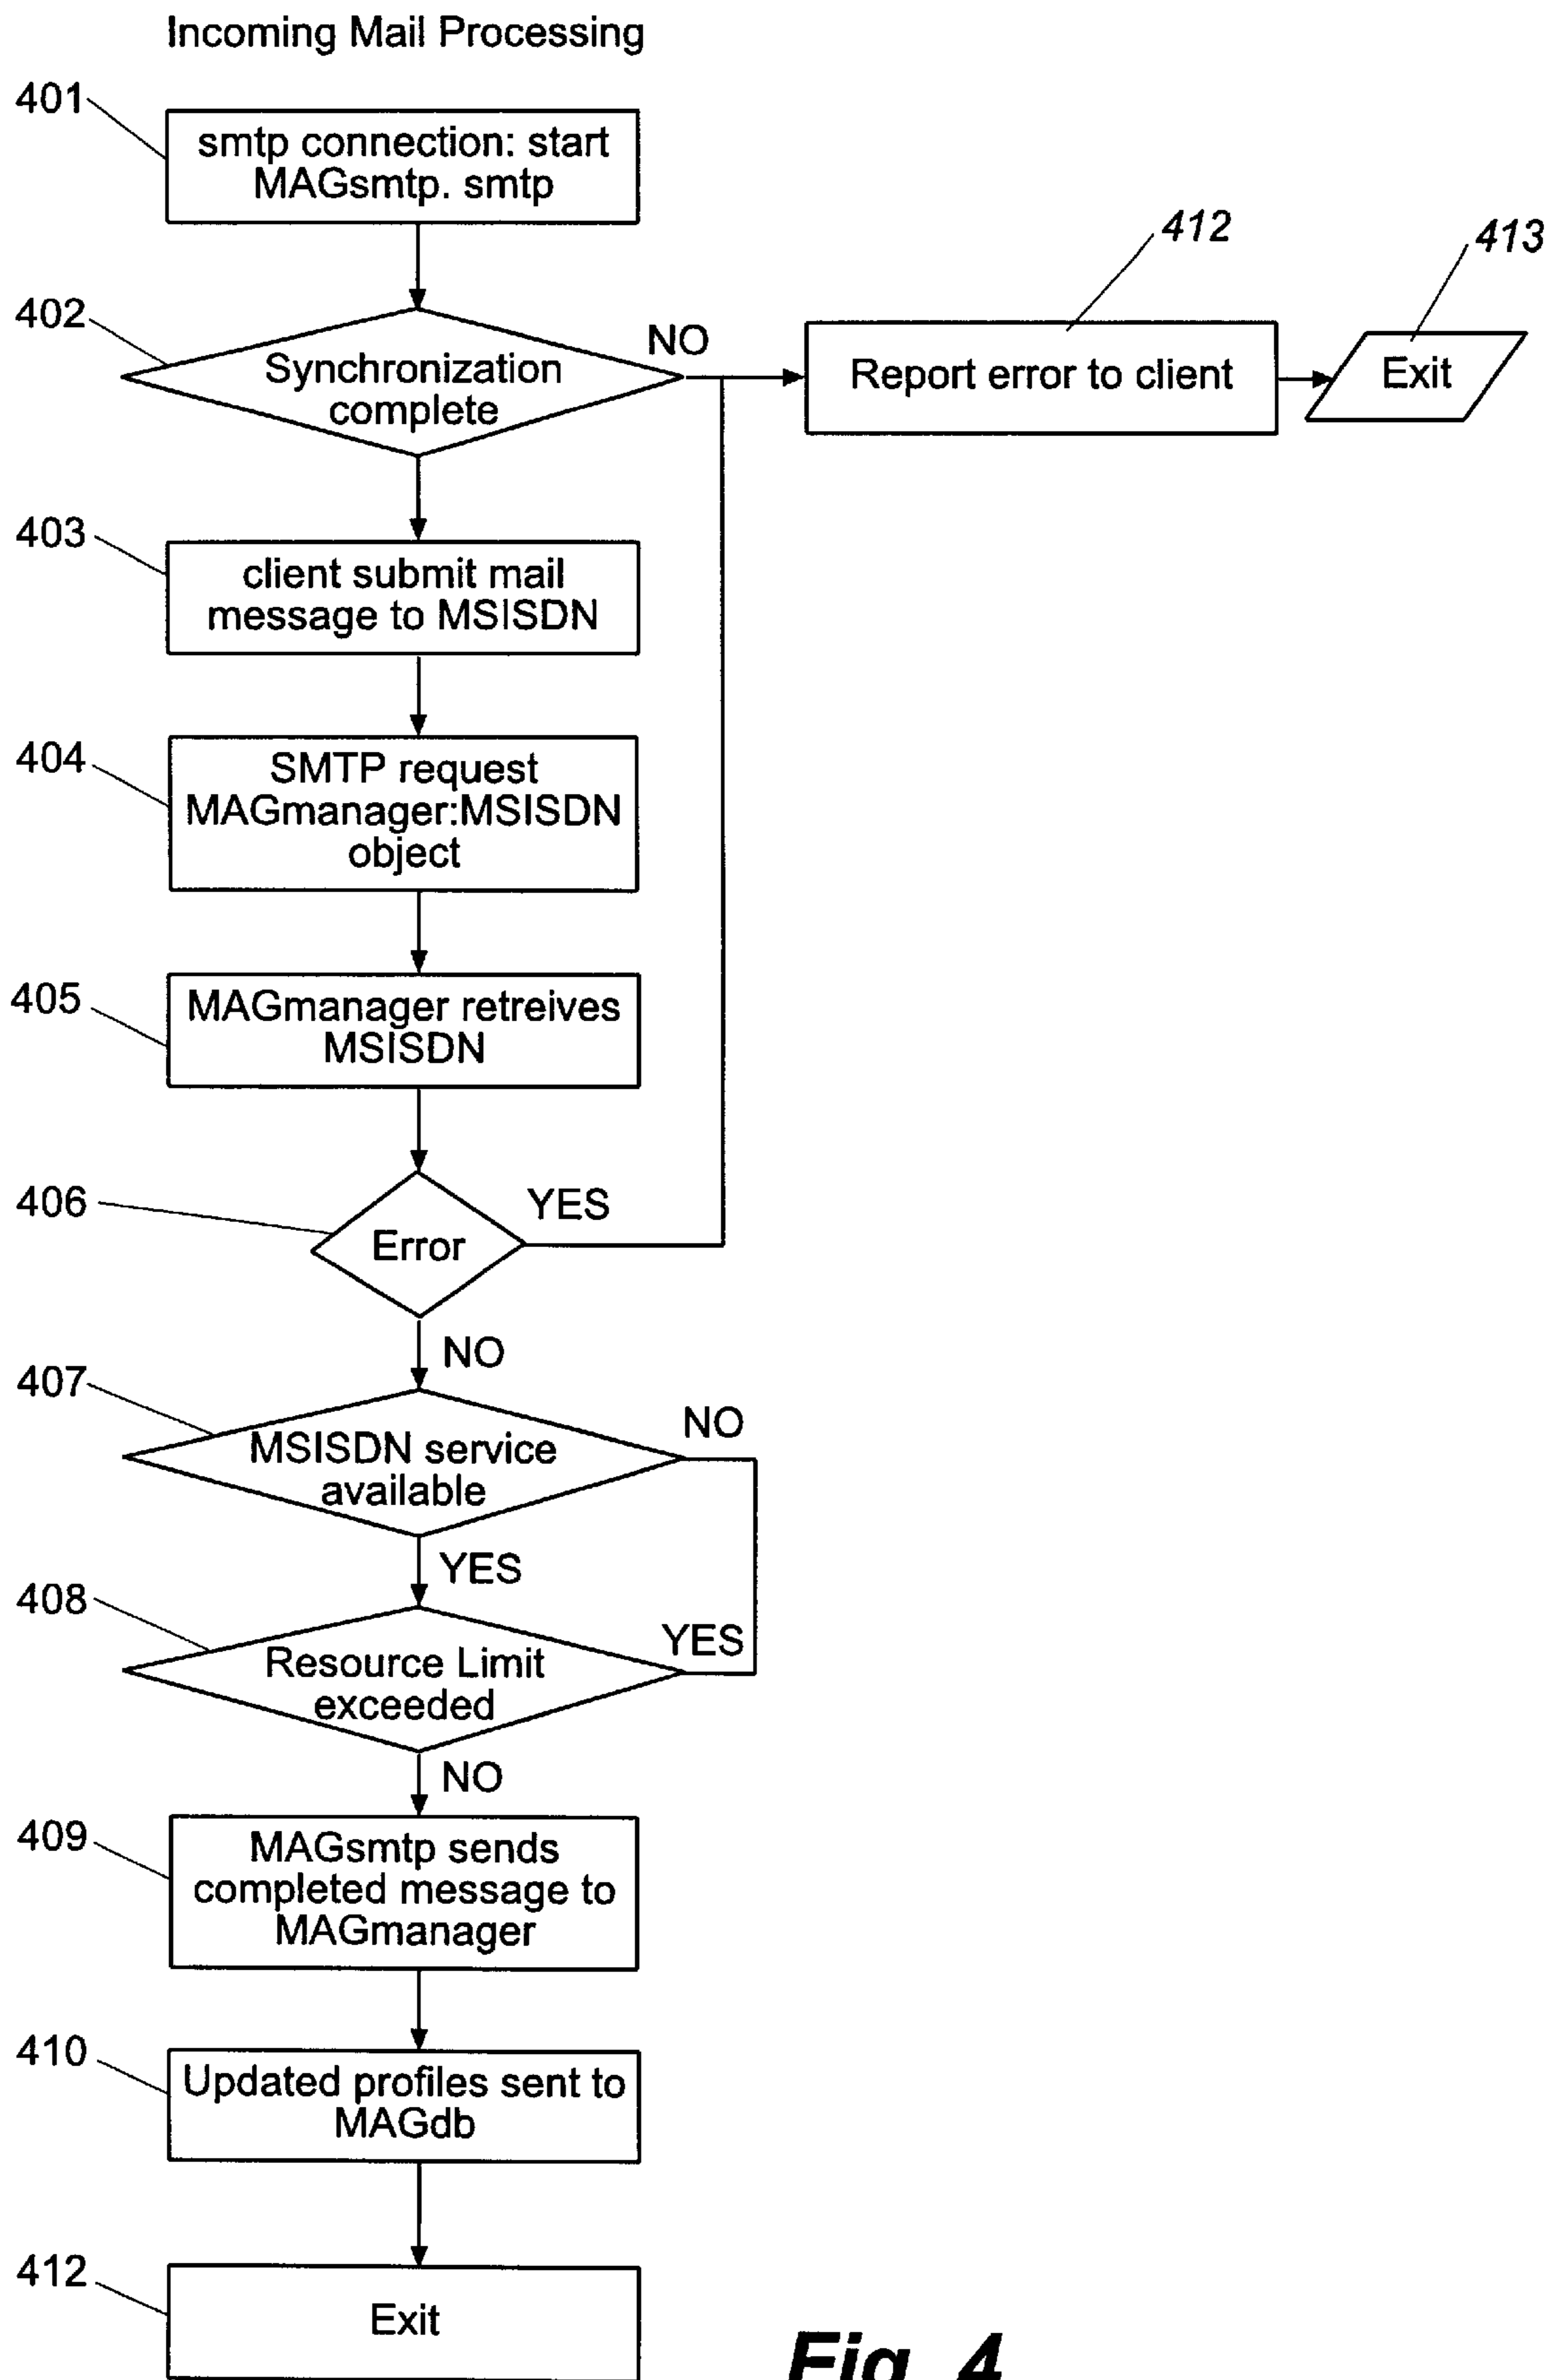 Incoming Mail Processing
401
smtp connection: start
MAGsmtp. smtp
412
413
402
NO
Synchronization
complete
Report error to client
Exit
403
client submit mail
message to MSISDN
404
SMTP request
MAGmanager:MSISDN
object
405
MAGmanager retreives
MSISDN
406
YES
Error
NO
407
NO
MSISDN service
available
YES
408
YES
Resource Limit
exceeded
NO
409
MAGsmtp sends
completed message to
MAGmanager
410
Updated profiles sent to
MAGdb
412
Exit
Fig. 4